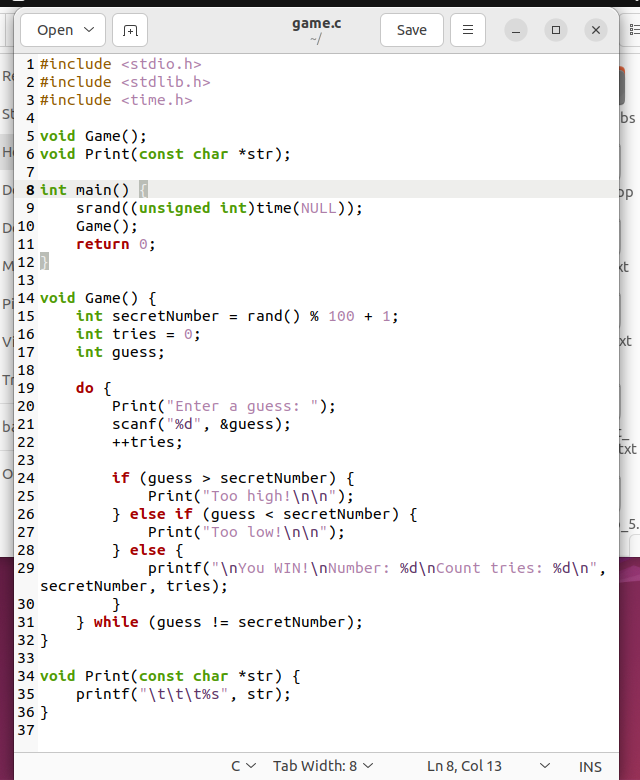 Open
game.c
~/
Save
1 #include <stdio.h>
2 #include <stdlib.h>
3 #include <time.h>
4
5 void Game();
6 void Print(const char *str);
7
8 int main() {
9     srand((unsigned int)time(NULL));
10     Game();
11     return 0;
12 }
13
14 void Game() {
15     int secretNumber = rand() % 100 + 1;
16     int tries = 0;
17     int guess;
18
19     do {
20         Print("Enter a guess: ");
21         scanf("%d", &guess);
22         ++tries;
23
24         if (guess > secretNumber) {
25             Print("Too high!\n\n");
26         } else if (guess < secretNumber) {
27             Print("Too low!\n\n");
28         } else {
29             printf("\nYou WIN!\nNumber: %d\nCount tries: %d\n",
secretNumber, tries);
30         }
31     } while (guess != secretNumber);
32 }
33
34 void Print(const char *str) {
35     printf("\t\t\t%s", str);
36 }
37
C
Tab Width: 8
Ln 8, Col 13
INS